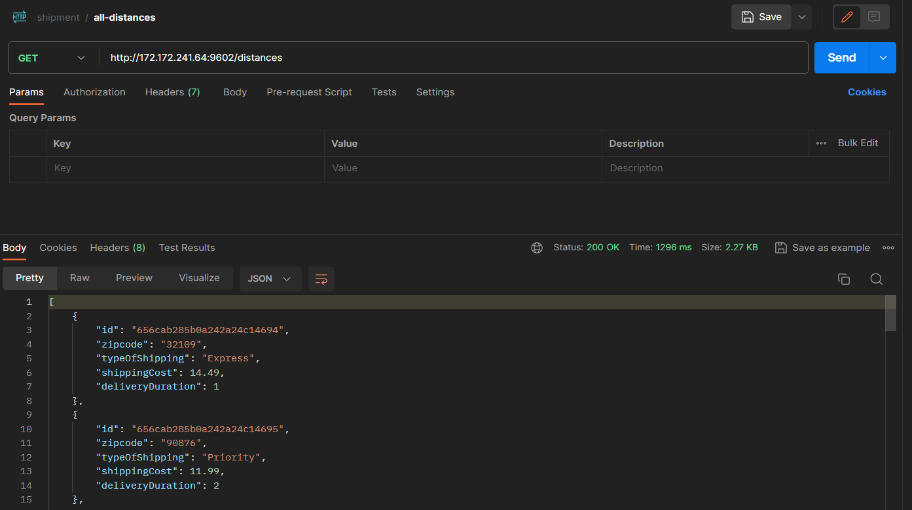 HTTP shipment / all-distances Save
GET http://172.172.241.64:9602/distances Send
Params Authorization Headers (7) Body Pre-request Script Tests Settings Cookies
Query Params
Key Value Description ••• Bulk Edit
Key Value Description
Body Cookies Headers (8) Test Results Status: 200 OK Time: 1296 ms Size: 2.27 KB Save as example
Pretty Raw Preview Visualize JSON
1 [
2 {
3 "id": "656cab285b0a242a24c14694",
4 "zipcode": "32109",
5 "typeOfShipping": "Express",
6 "shippingCost": 14.49,
7 "deliveryDuration": 1
8 },
9 {
10 "id": "656cab285b0a242a24c14695",
11 "zipcode": "90876",
12 "typeOfShipping": "Priority",
13 "shippingCost": 11.99,
14 "deliveryDuration": 2
15 },